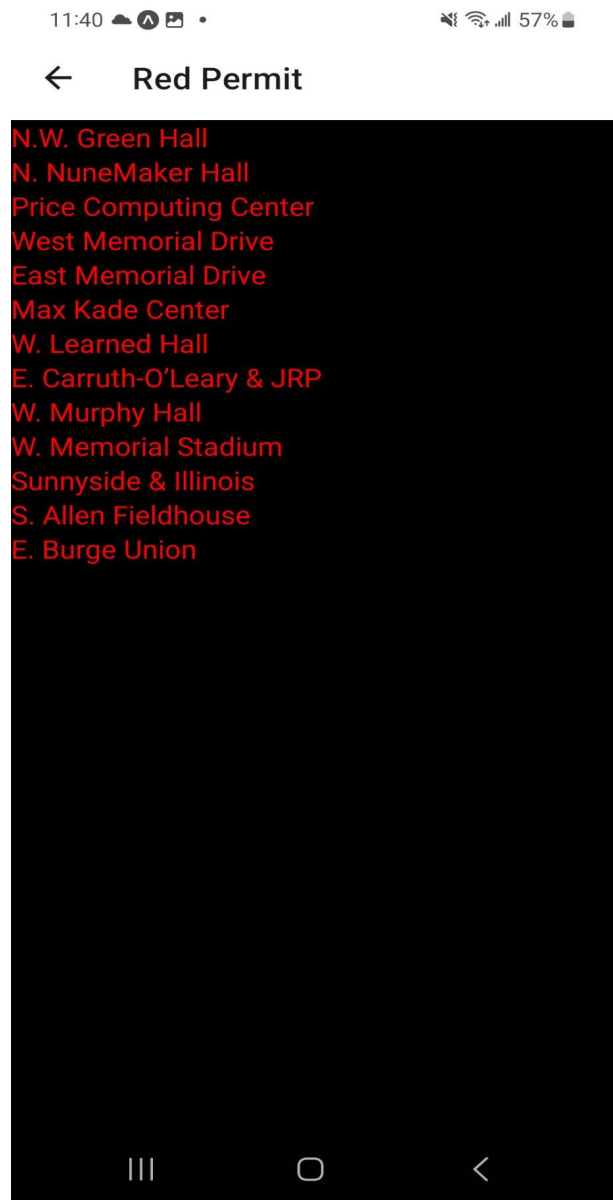 11:40 57%
Red Permit
N.W. Green Hall
N. NuneMaker Hall
Price Computing Center
West Memorial Drive
East Memorial Drive
Max Kade Center
W. Learned Hall
E. Carruth-O’Leary & JRP
W. Murphy Hall
W. Memorial Stadium
Sunnyside & Illinois
S. Allen Fieldhouse
E. Burge Union